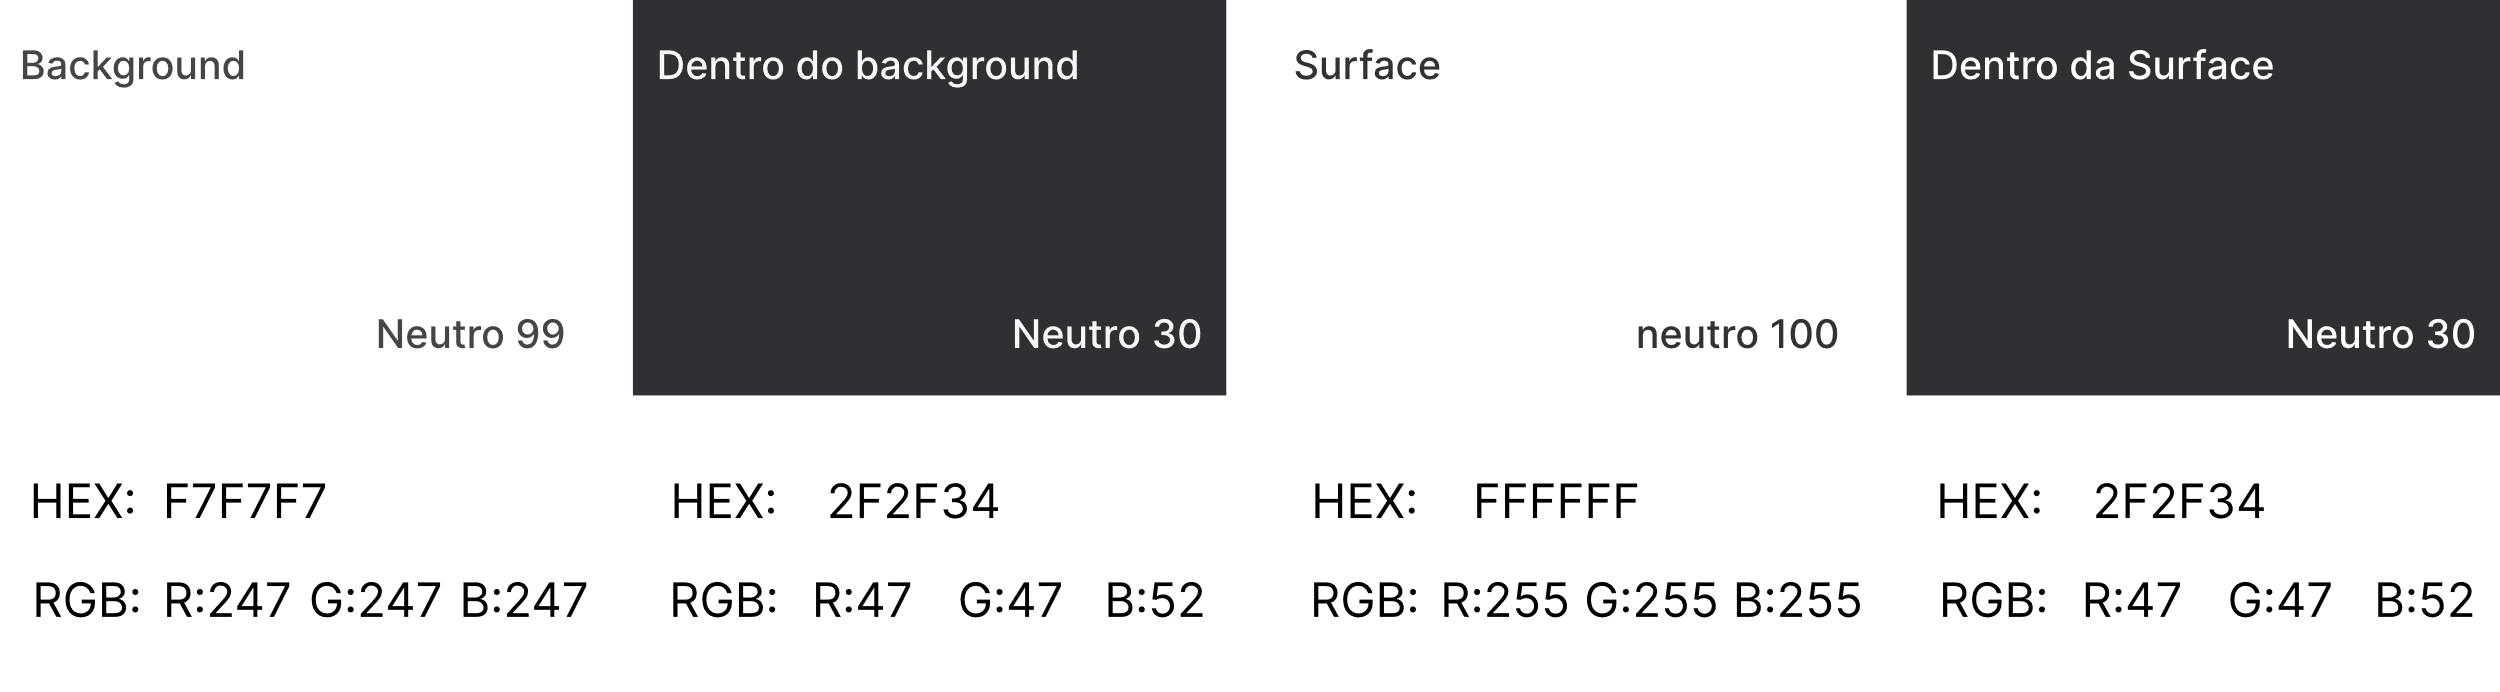 Background
Neutro 99
HEX: F7F7F7
RGB: R:247 G:247 B:247
Dentro do background
Neutro 30
HEX: 2F2F34
RGB: R:47 G:47 B:52
Surface
neutro 100
HEX: FFFFFF
RGB: R:255 G:255 B:255
Dentro da Surface
Neutro 30
HEX: 2F2F34
RGB: R:47 G:47 B:52